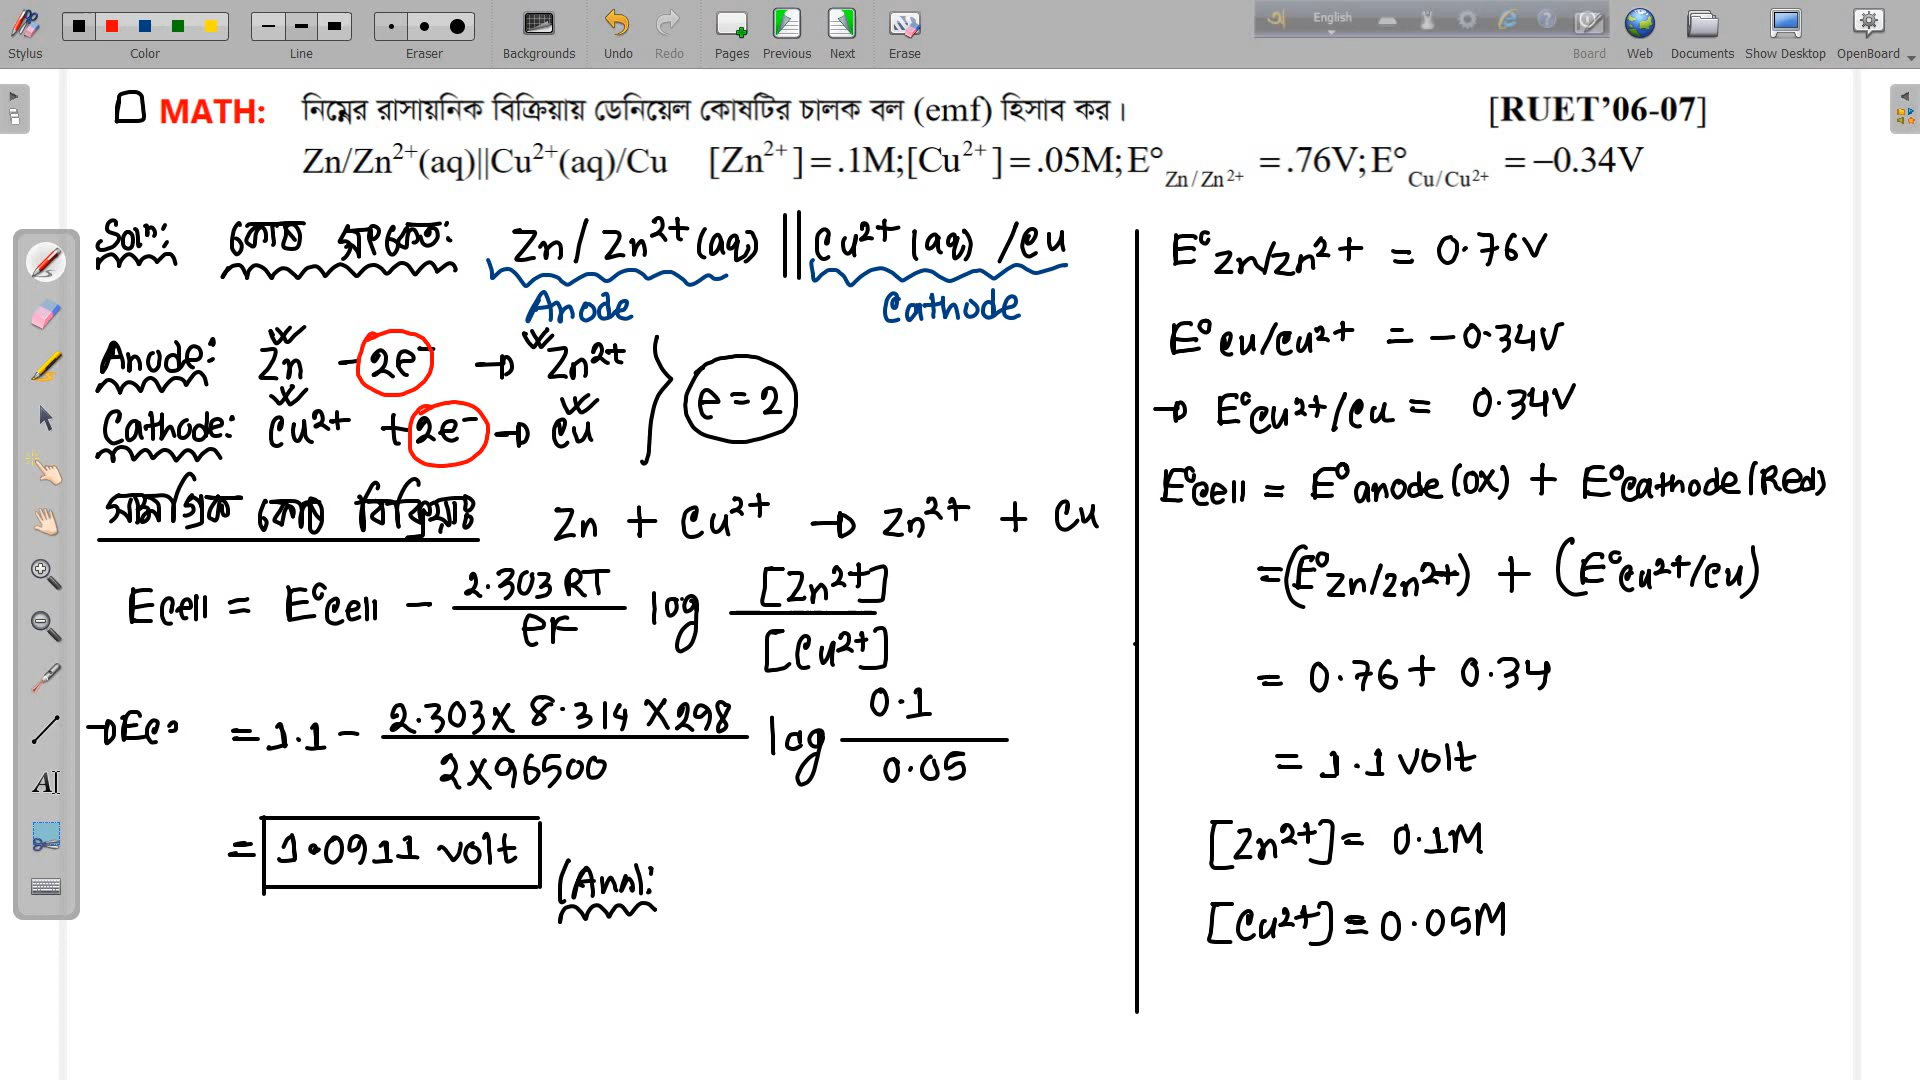 Stylus Color Line Eraser Backgrounds Undo Redo Pages Previous Next Erase English Board Web Documents Show Desktop OpenBoard
MATH: নিম্নের রাসায়নিক বিক্রিয়ায় ডেনিয়েল কোষটির চালক বল (emf) হিসাব কর। [RUET’06-07]
Zn/Zn²⁺(aq)||Cu²⁺(aq)/Cu [Zn²⁺]=.1M;[Cu²⁺]=.05M;E° Zn/Zn²⁺ =.76V;E° Cu/Cu²⁺ =−0.34V
Solⁿ: কোষ সংকেত: Zn/Zn²⁺(aq) || Cu²⁺(aq)/Cu
Anode Cathode
Anode: Zn - 2e⁻ → Zn²⁺
Cathode: Cu²⁺ + 2e⁻ → Cu
e = 2
সামগ্রিক কোষ বিক্রিয়াঃ Zn + Cu²⁺ → Zn²⁺ + Cu
Ecell = E°cell - 2.303RT/eF log [Zn²⁺]/[Cu²⁺]
= 1.1 - 2.303 × 8.314 × 298 / 2×96500 log 0.1/0.05
= 1.0911 volt
(Ans):
E° Zn/Zn²⁺ = 0.76V
E° Cu/Cu²⁺ = -0.34V
→ E° Cu²⁺/Cu = 0.34V
E°cell = E° anode(ox) + E° cathode(Red)
= (E° Zn/Zn²⁺) + (E° Cu²⁺/Cu)
= 0.76 + 0.34
= 1.1 volt
[Zn²⁺] = 0.1M
[Cu²⁺] = 0.05M